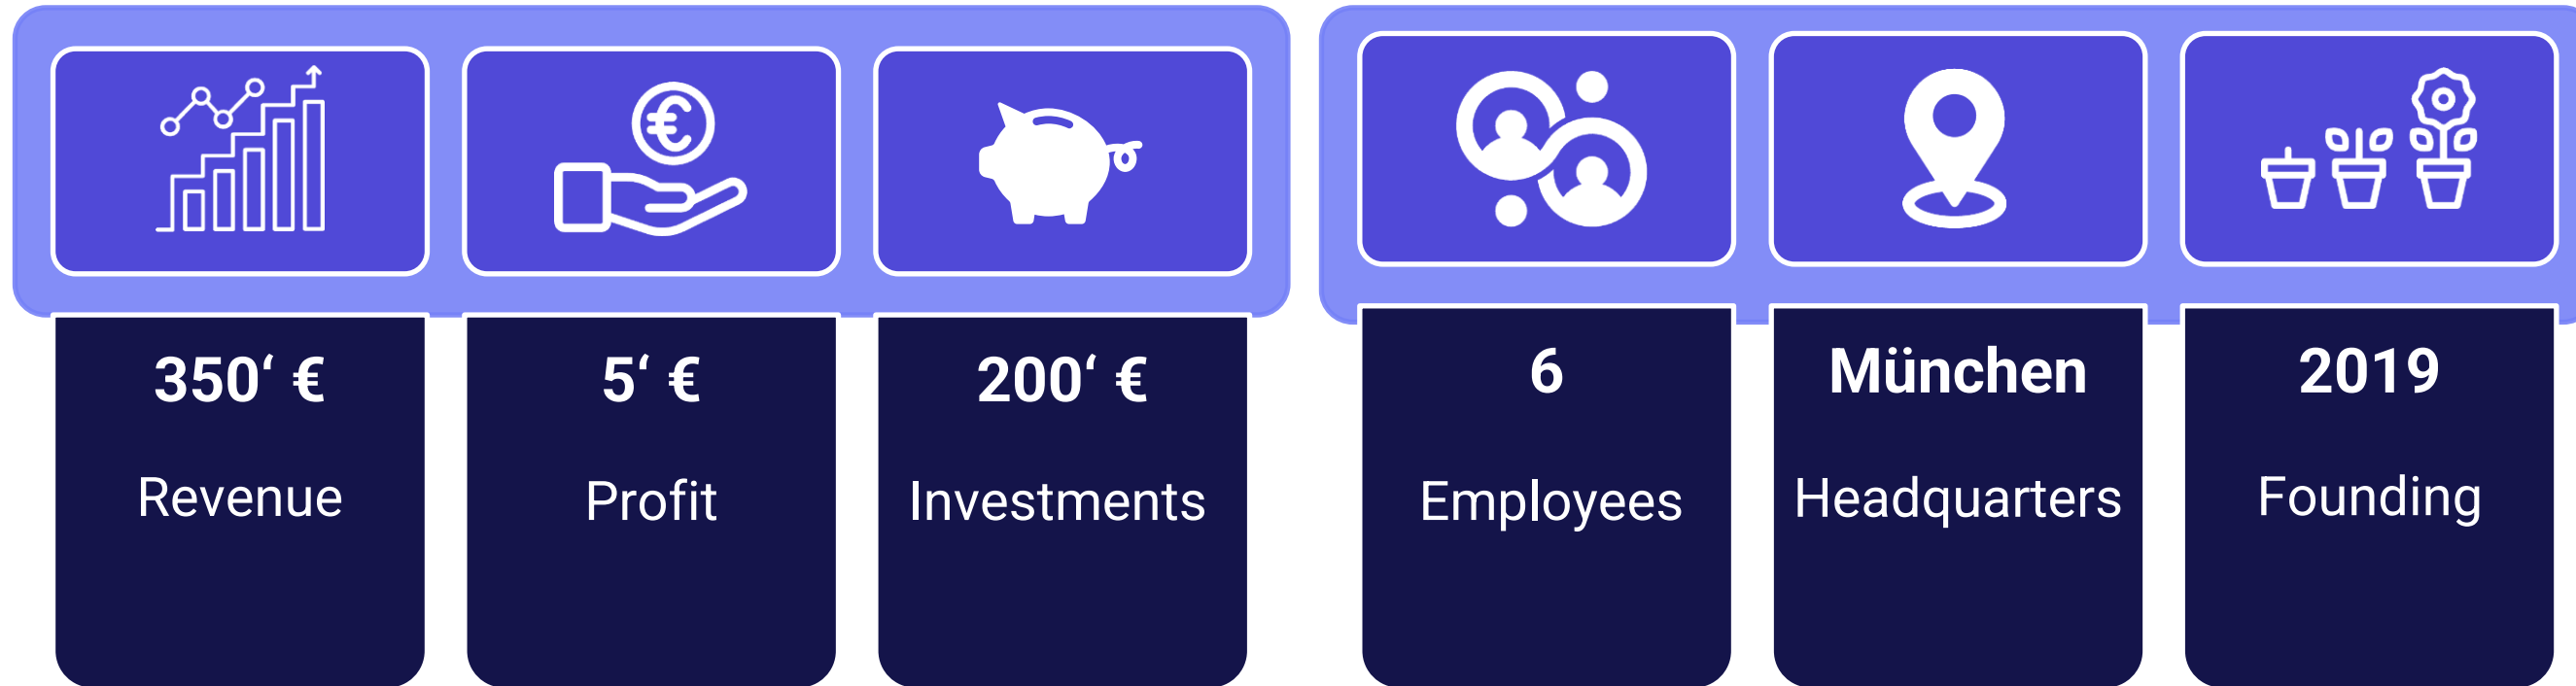 350‘ €
Revenue
5‘ €
Profit
200‘ €
Investments
6
Employees
München
Headquarters
2019
Founding